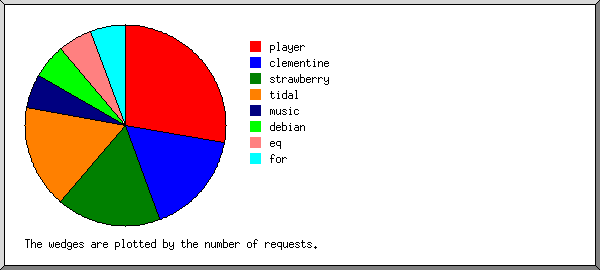 player
clementine
strawberry
tidal
music
debian
eq
for
The wedges are plotted by the number of requests.